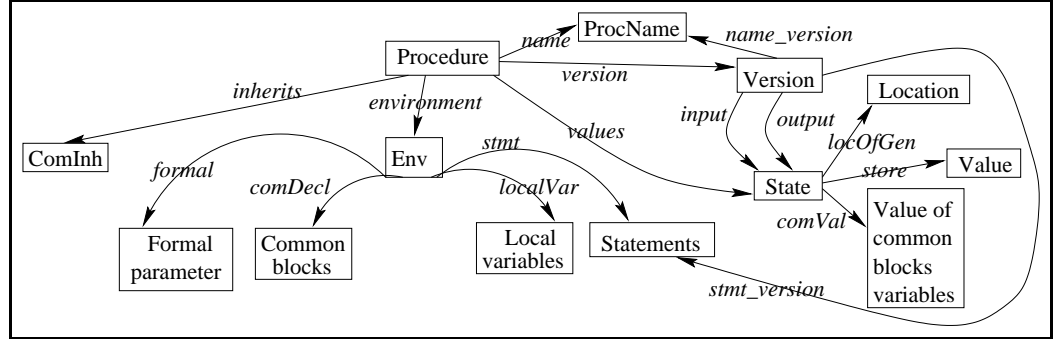 ProcName
name
name_version
Procedure
version
Version
Location
inherits
environment
input
output
values
locOfGen
ComInh
formal
Env
stmt
store
Value
comDecl
localVar
State
comVal
Value of
common
blocks
variables
Formal
parameter
Common
blocks
Local
variables
Statements
stmt_version